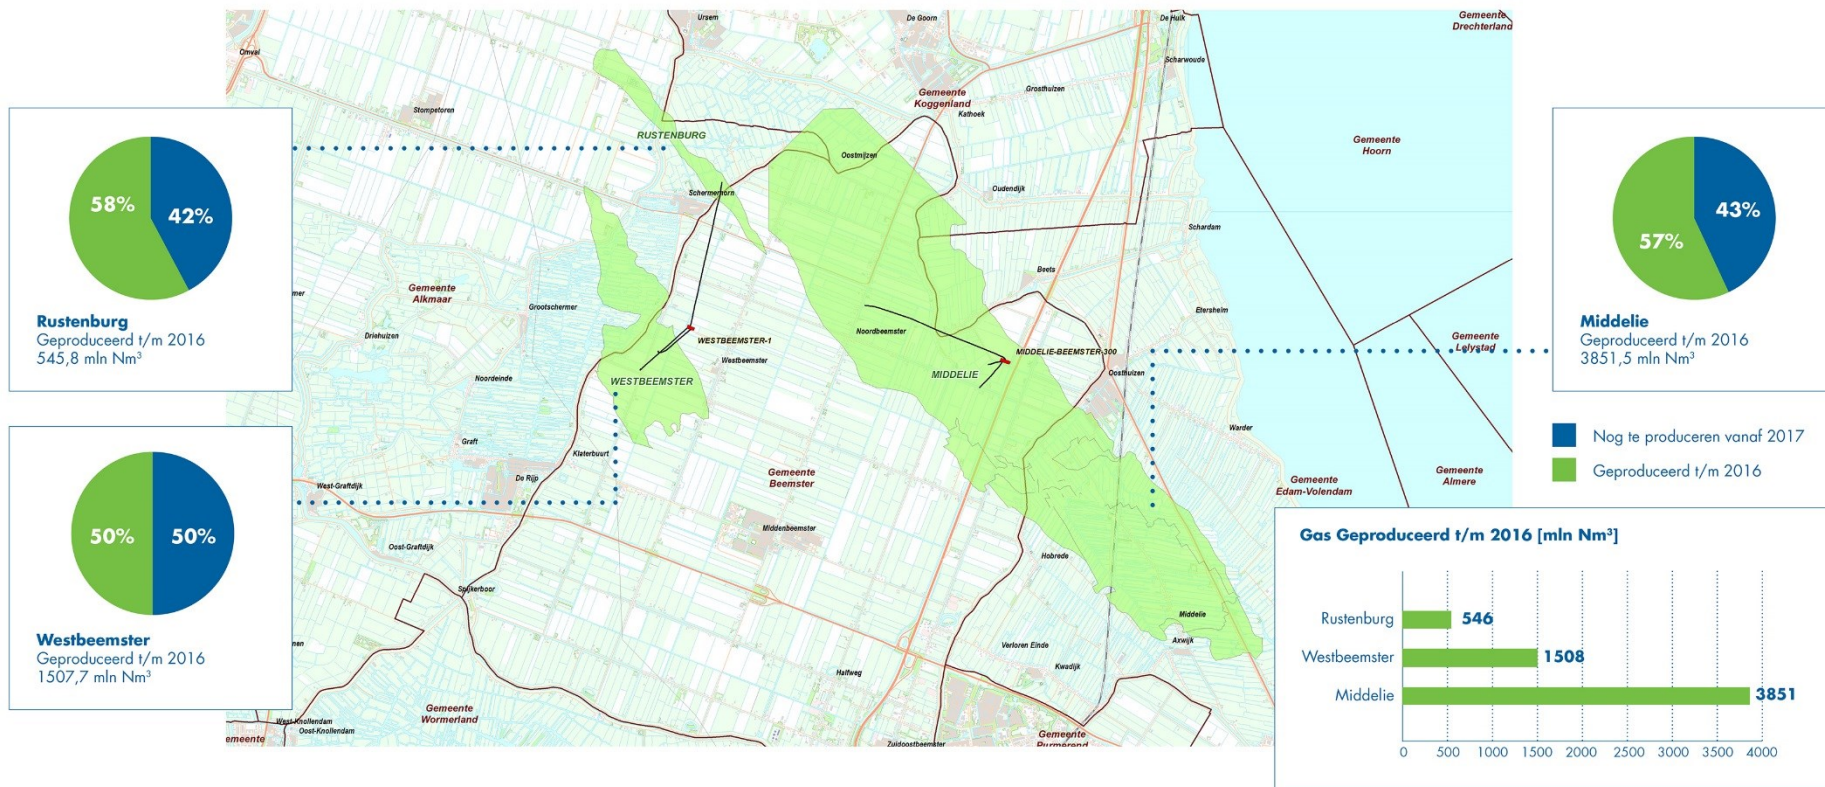 58%
42%
Rustenburg
Geproduceerd t/m 2016
545,8 mln Nm³
50%
50%
Westbeemster
Geproduceerd t/m 2016
1507,7 mln Nm³
Omval
Ursem
De Goorn
De Hulk
Gemeente
Drechterland
Scharwoude
Stompetoren
Gemeente
Koggenland
Grosthuizen
Kathoek
RUSTENBURG
Oostmijzen
Gemeente
Hoorn
Schermerhorn
Oudendijk
Schardam
Beets
Gemeente
Alkmaar
Grootschermer
Etersheim
mer
Driehuizen
Noordbeemster
WESTBEEMSTER-1
Westbeemster
MIDDELIE-BEEMSTER-300
Gemeente
Lelystad
Noordeinde
WESTBEEMSTER
MIDDELIE
Oosthuizen
Warder
Graft
Klaterbuurt
De Rijp
West-Graftdijk
Gemeente
Beemster
Gemeente
Edam-Volendam
Gemeente
Almere
Middenbeemster
Oost-Graftdijk
Hobrede
Spijkerboor
Middelie
Axwijk
nen
Verloren Einde
Kwadijk
Halfweg
Gemeente
Wormerland
West-Knollendam
Oost-Knollendam
emeente
Zuidoostbeemster
Gemeente
Purmerend
43%
57%
Middelie
Geproduceerd t/m 2016
3851,5 mln Nm³
Nog te produceren vanaf 2017
Geproduceerd t/m 2016
Gas Geproduceerd t/m 2016 [mln Nm³]
Rustenburg 546
Westbeemster 1508
Middelie 3851
0 500 1000 1500 2000 2500 3000 3500 4000